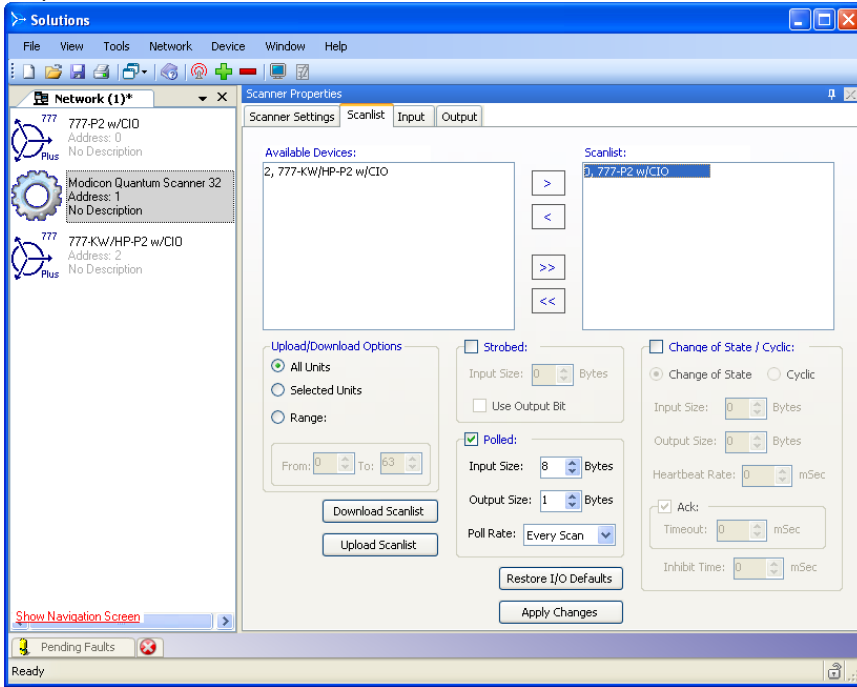 Solutions
File View Tools Network Device Window Help
Network (1)*
Scanner Properties
777
Plus
777-P2 w/CIO
Address: 0
No Description
Modicon Quantum Scanner 32
Address: 1
No Description
777
Plus
777-KW/HP-P2 w/CIO
Address: 2
No Description
Show Navigation Screen
Scanner Settings Scanlist Input Output
Available Devices:
2, 777-KW/HP-P2 w/CIO
>
<
>>
<<
Scanlist:
0, 777-P2 w/CIO
Upload/Download Options
All Units
Selected Units
Range:
From: 0 To: 63
Download Scanlist
Upload Scanlist
Strobed:
Input Size: 0 Bytes
Use Output Bit
Polled:
Input Size: 8 Bytes
Output Size: 1 Bytes
Poll Rate: Every Scan
Restore I/O Defaults
Apply Changes
Change of State / Cyclic:
Change of State Cyclic
Input Size: 0 Bytes
Output Size: 0 Bytes
Heartbeat Rate: 0 mSec
Ack:
Timeout: 0 mSec
Inhibit Time: 0 mSec
Pending Faults
Ready